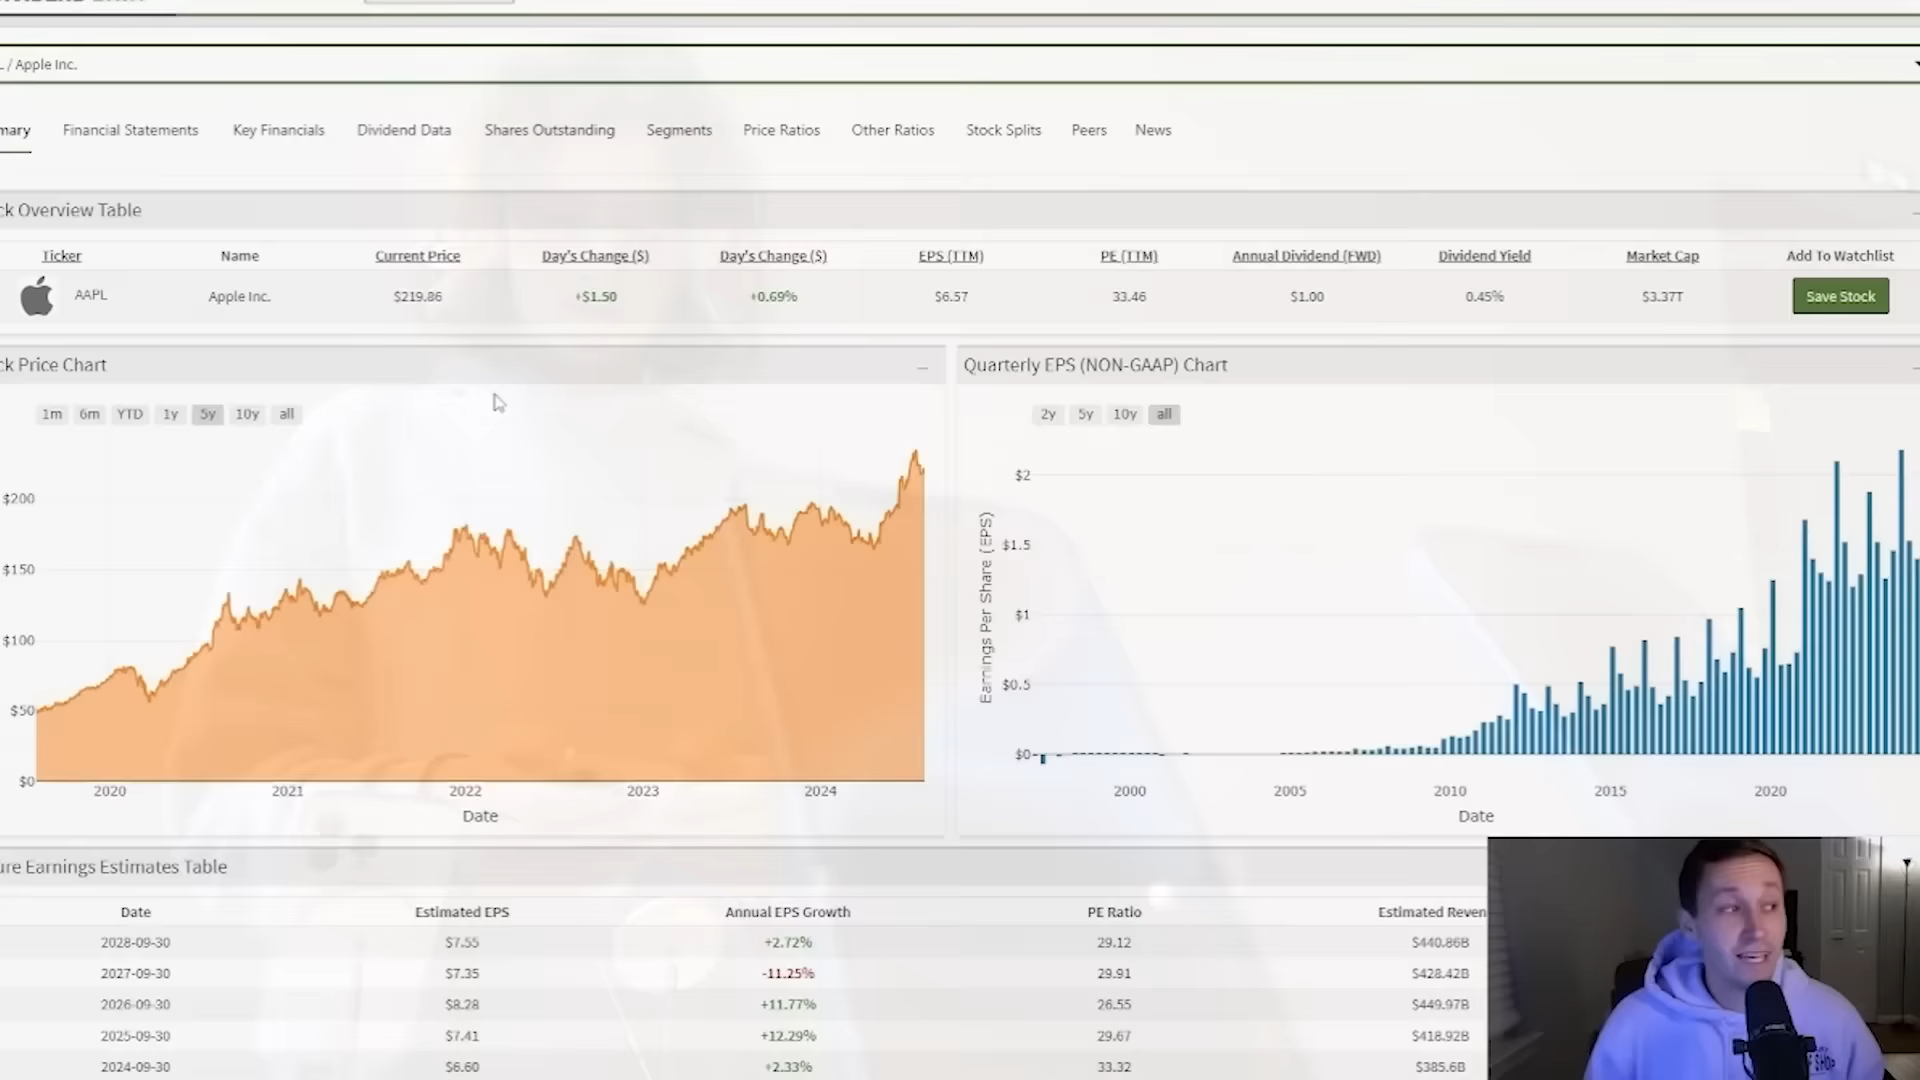 / Apple Inc.
mary Financial Statements Key Financials Dividend Data Shares Outstanding Segments Price Ratios Other Ratios Stock Splits Peers News
ck Overview Table
Ticker Name Current Price Day's Change ($) Day's Change ($) EPS (TTM) PE (TTM) Annual Dividend (FWD) Dividend Yield Market Cap Add To Watchlist
AAPL Apple Inc. $219.86 +$1.50 +0.69% $6.57 33.46 $1.00 0.45% $3.37T Save Stock
ck Price Chart
1m 6m YTD 1y 5y 10y all
$200
$150
$100
$50
$0
2020 2021 2022 2023 2024
Date
Quarterly EPS (NON-GAAP) Chart
2y 5y 10y all
Earnings Per Share (EPS)
$2
$1.5
$1
$0.5
$0
2000 2005 2010 2015 2020
Date
ure Earnings Estimates Table
Date Estimated EPS Annual EPS Growth PE Ratio Estimated Reven
2028-09-30 $7.55 +2.72% 29.12 $440.86B
2027-09-30 $7.35 -11.25% 29.91 $428.42B
2026-09-30 $8.28 +11.77% 26.55 $449.97B
2025-09-30 $7.41 +12.29% 29.67 $418.92B
2024-09-30 $6.60 +2.33% 33.32 $385.6B